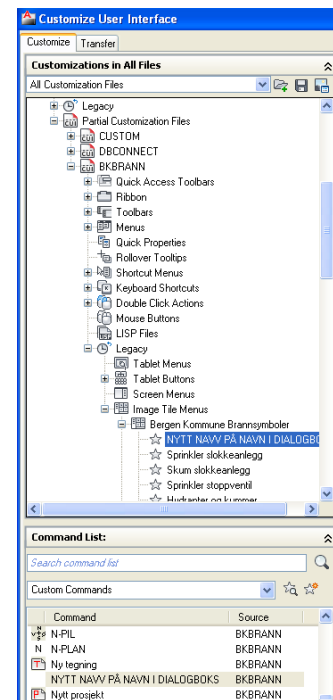 Customize User Interface
Customize Transfer
Customizations in All Files
All Customization Files
Legacy
Partial Customization Files
CUSTOM
DBCONNECT
BKBRANN
Quick Access Toolbars
Ribbon
Toolbars
Menus
Quick Properties
Rollover Tooltips
Shortcut Menus
Keyboard Shortcuts
Double Click Actions
Mouse Buttons
LISP Files
Legacy
Tablet Menus
Tablet Buttons
Screen Menus
Image Tile Menus
Bergen Kommune Brannsymboler
NYTT NAVV PÅ NAVN I DIALOGBO
Sprinkler slokkeanlegg
Skum slokkeanlegg
Sprinkler stoppventil
Hydranter og kummer
Command List:
Search command list
Custom Commands
Command Source
N-PIL BKBRANN
N N-PLAN BKBRANN
Ny tegning BKBRANN
NYTT NAVV PÅ NAVN I DIALOGBOKS BKBRANN
Nytt prosjekt BKBRANN